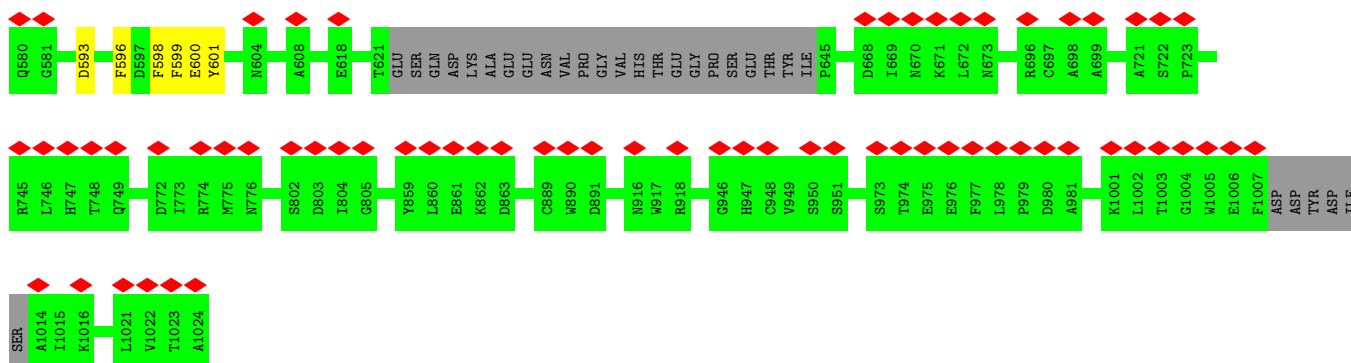 Q580 G581 D593 F596 D597 F598 F599 E600 Y601 N604 A608 E618 T621 GLU SER GLN ASP LYS ALA GLU GLU ASN VAL PRO GLY VAL HIS THR GLU GLY PRO SER GLU THR TYR ILE P645 D668 I669 N670 K671 L672 N673 R696 C697 A698 A699 A721 S722 P723
R745 L746 H747 T748 Q749 D772 I773 R774 M775 N776 S802 D803 I804 G805 Y859 L860 E861 K862 D863 C889 W890 D891 N916 W917 R918 G946 H947 C948 V949 S950 S951 S973 T974 E975 E976 F977 L978 P979 D980 A981 K1001 L1002 T1003 G1004 W1005 E1006 F1007 ASP ASP TYR ASP ILE
SER A1014 I1015 K1016 L1021 V1022 T1023 A1024